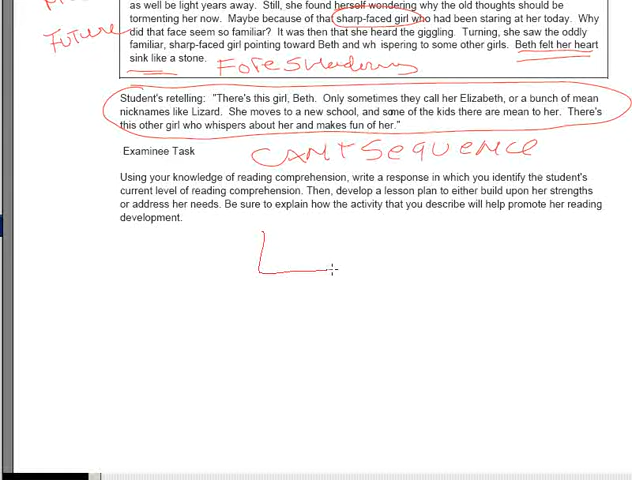 as well be light years away. Still, she found herself wondering why the old thoughts should be
tormenting her now. Maybe because of tha sharp-faced girl who had been staring at her today. Why
Future
did that face seem so familiar? It was then that she heard the giggling. Turning, she saw the oddly
familiar, sharp-faced girl pointing toward Beth and wh ispering to some other girls. Beth felt her heart
sink like a stone.
ForeShadowing
Student's retelling: "There's this girl, Beth. Only sometimes they call her Elizabeth, or a bunch of mean
nicknames like Lizard. She moves to a new school, and some of the kids there are mean to her. There's
this other girl who whispers about her and makes fun of her."
Examinee Task
CANT SEQUENCE
Using your knowledge of reading comprehension, write a response in which you identify the student's
current level of reading comprehension. Then, develop a lesson plan to either build upon her strengths
or address her needs. Be sure to explain how the activity that you describe will help promote her reading
development.